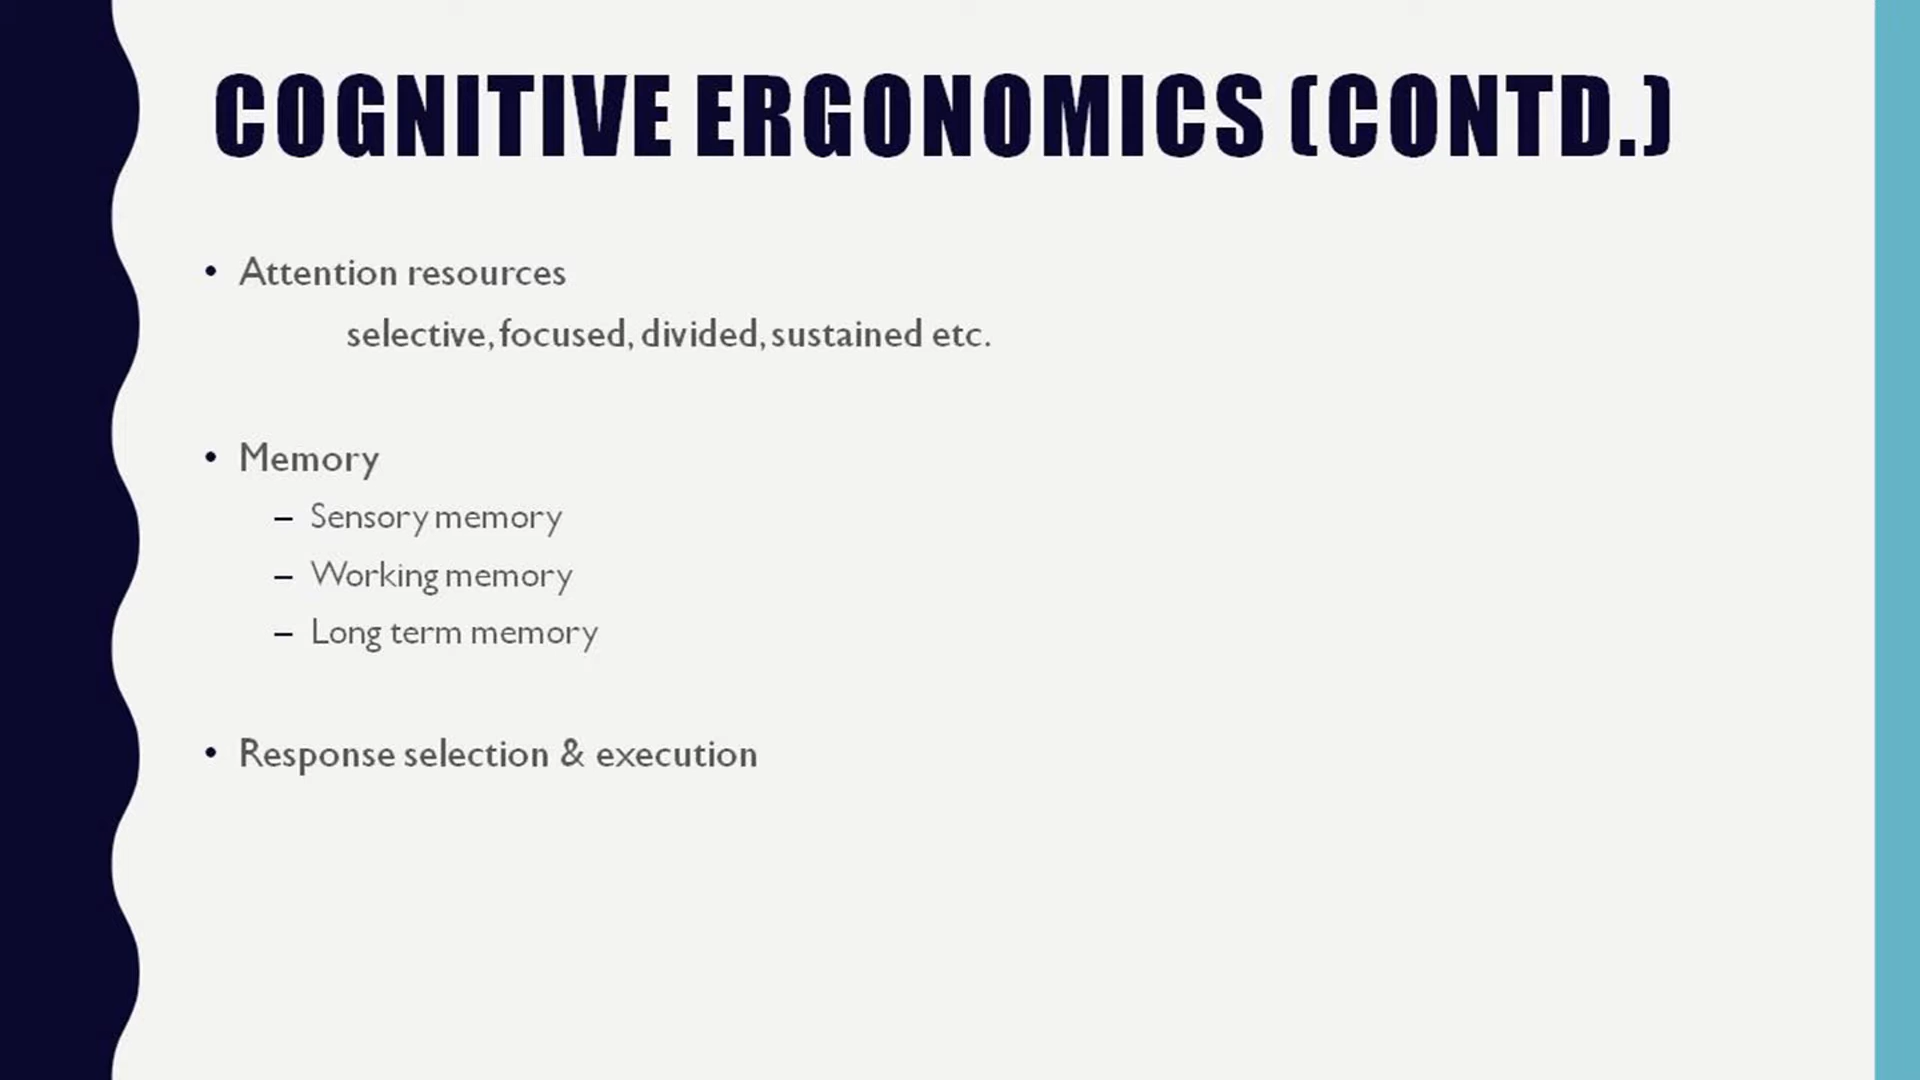 COGNITIVE ERGONOMICS (CONTD.)
• Attention resources
selective, focused, divided, sustained etc.
• Memory
– Sensory memory
– Working memory
– Long term memory
• Response selection & execution